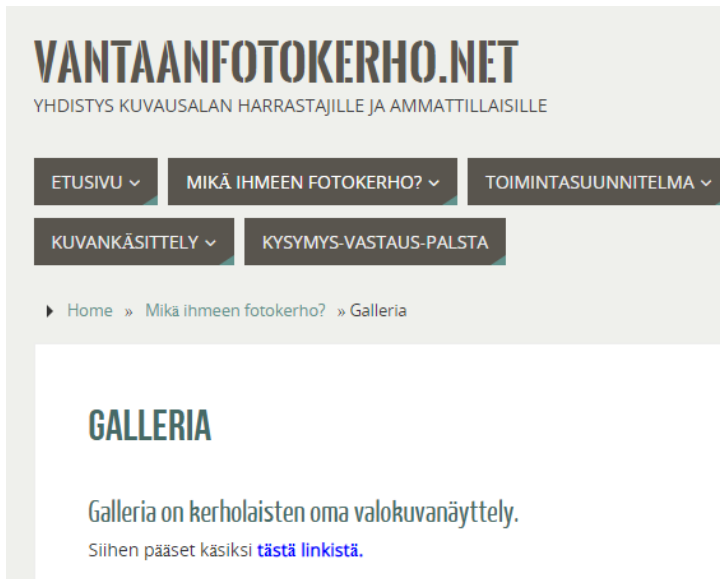 VANTAANFOTOKERHO.NET
YHDISTYS KUVAUSALAN HARRASTAJILLE JA AMMATTILLAISILLE
ETUSIVU MIKÄ IHMEEN FOTOKERHO? TOIMINTASUUNNITELMA
KUVANKÄSITTELY KYSYMYS-VASTAUS-PALSTA
Home » Mikä ihmeen fotokerho? » Galleria
GALLERIA
Galleria on kerholaisten oma valokuvanäyttely.
Siihen pääset käsiksi tästä linkistä.